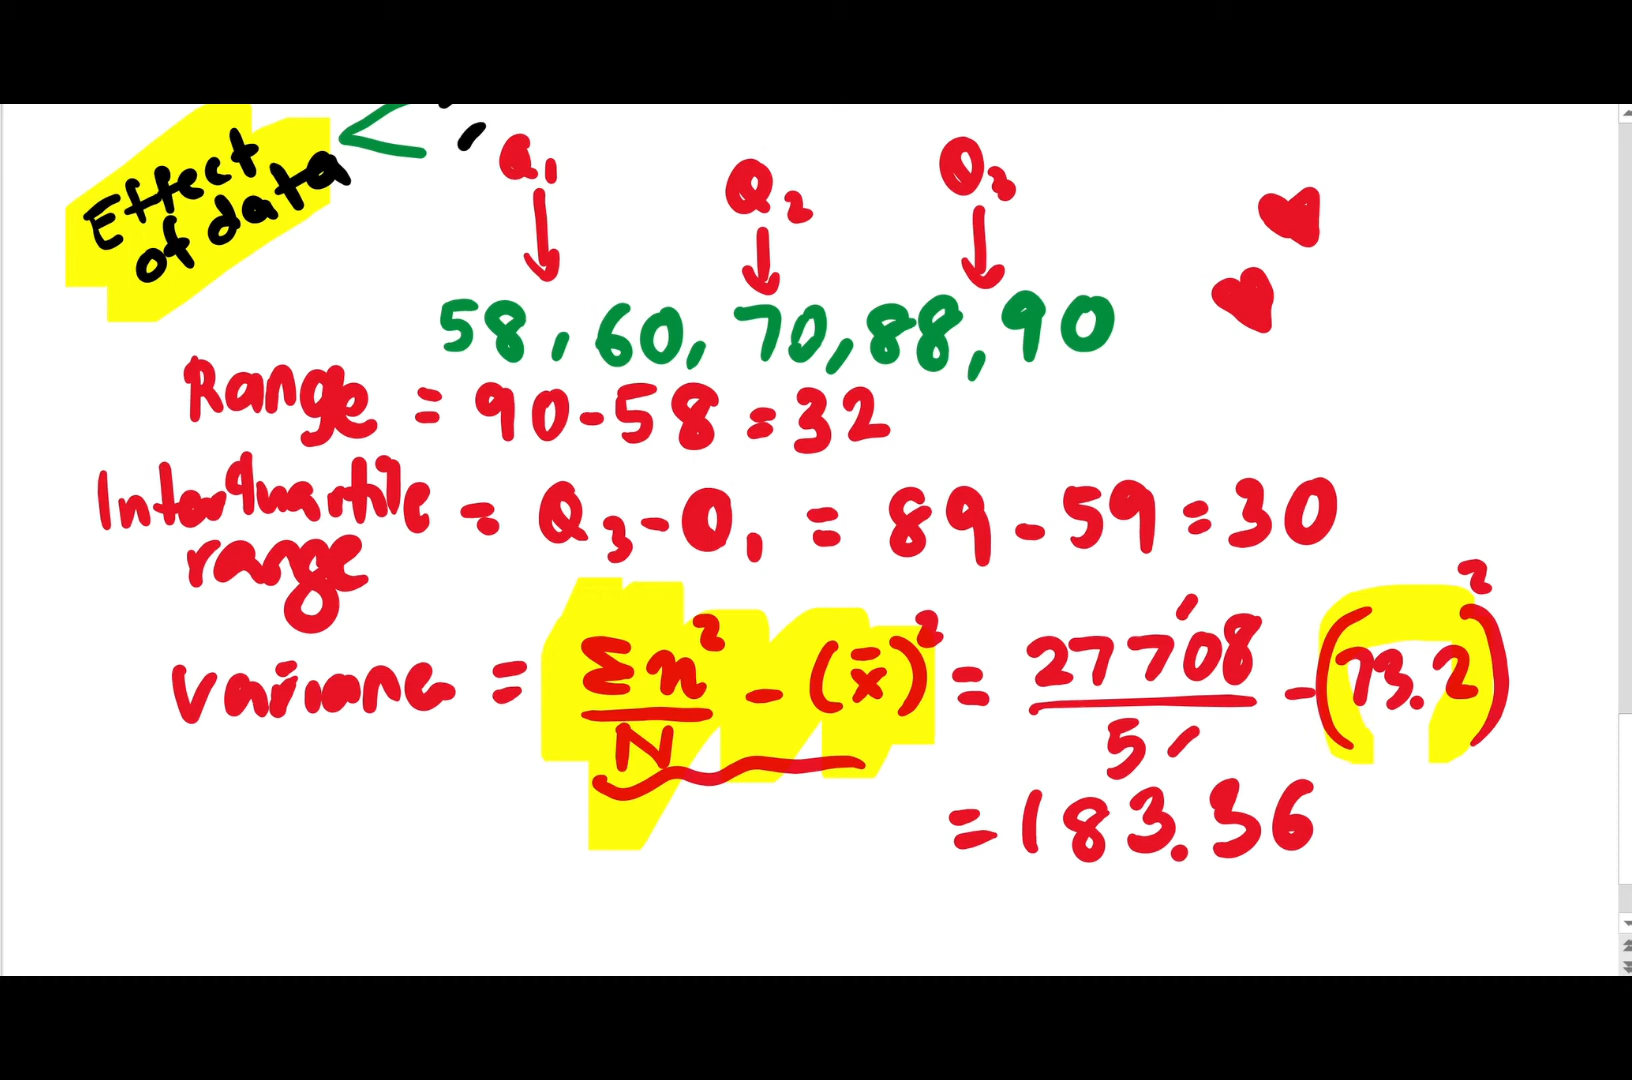 Effect
of data
Q₁
Q₂
Q₃
58, 60, 70, 88, 90
Range = 90-58 = 32
Interquartile range = Q₃-Q₁ = 89-59 = 30
variance = Σx²/N - (x̄)² = 27708/5 - (73.2)²
= 183.36